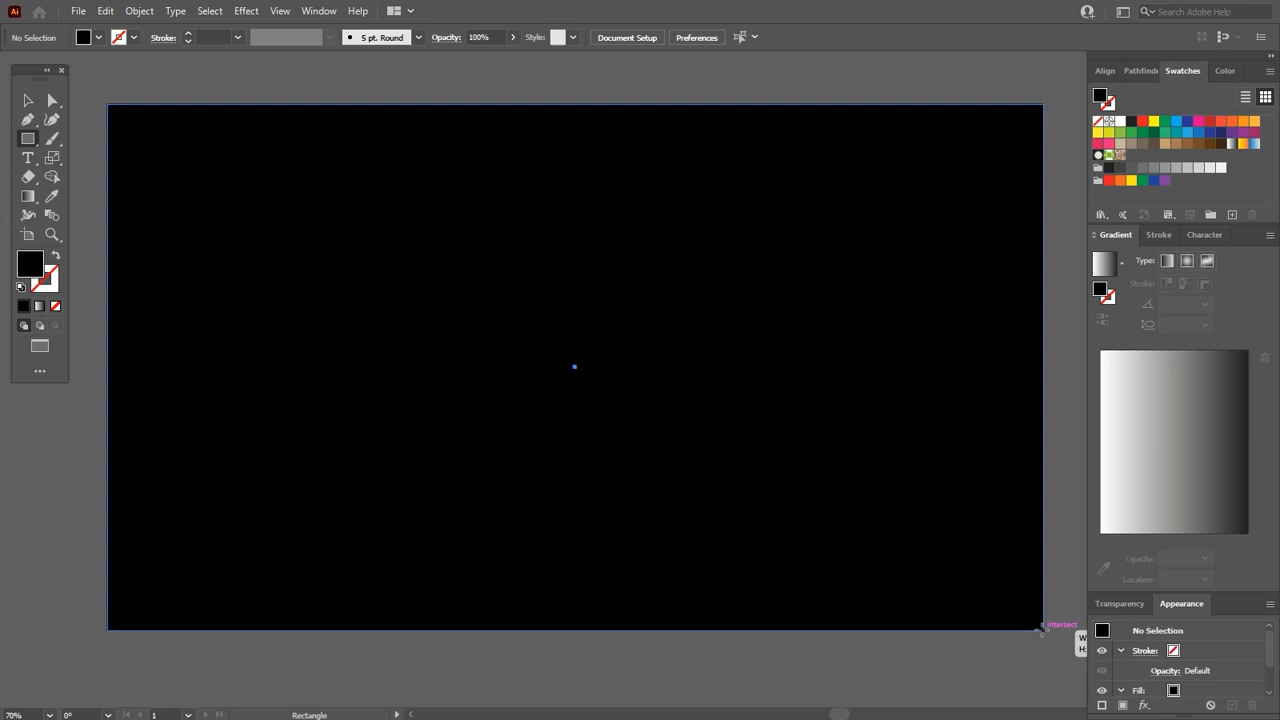 Ai File Edit Object Type Select Effect View Window Help Search Adobe Help
No Selection Stroke: 5 pt. Round Opacity: 100% Style: Document Setup Preferences
Align Pathfinde Swatches Color
Gradient Stroke Character
Type:
Stroke:
Opacity:
Location:
Transparency Appearance
No Selection
Stroke:
Opacity: Default
Fill:
fx
intersect
W:
H:
70% 0° 1 Rectangle